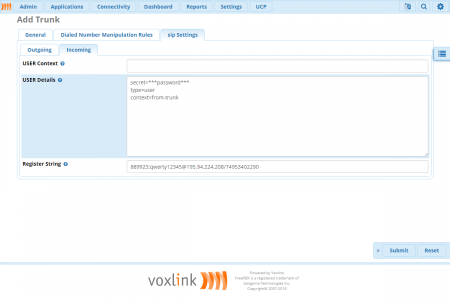 Admin Applications Connectivity Dashboard Reports Settings UCP
Add Trunk
General Dialed Number Manipulation Rules sip Settings
Outgoing Incoming
USER Context
USER Details
secret=***password***
type=user
context=from-trunk
Register String
869923:qwerty12345@195.94.224.208/74953402290
Submit Reset
voxlink
Powered by Voxlink,
FreePBX is a registered trademark of
Sangoma Technologies Inc.
Copyright© 2007-2018